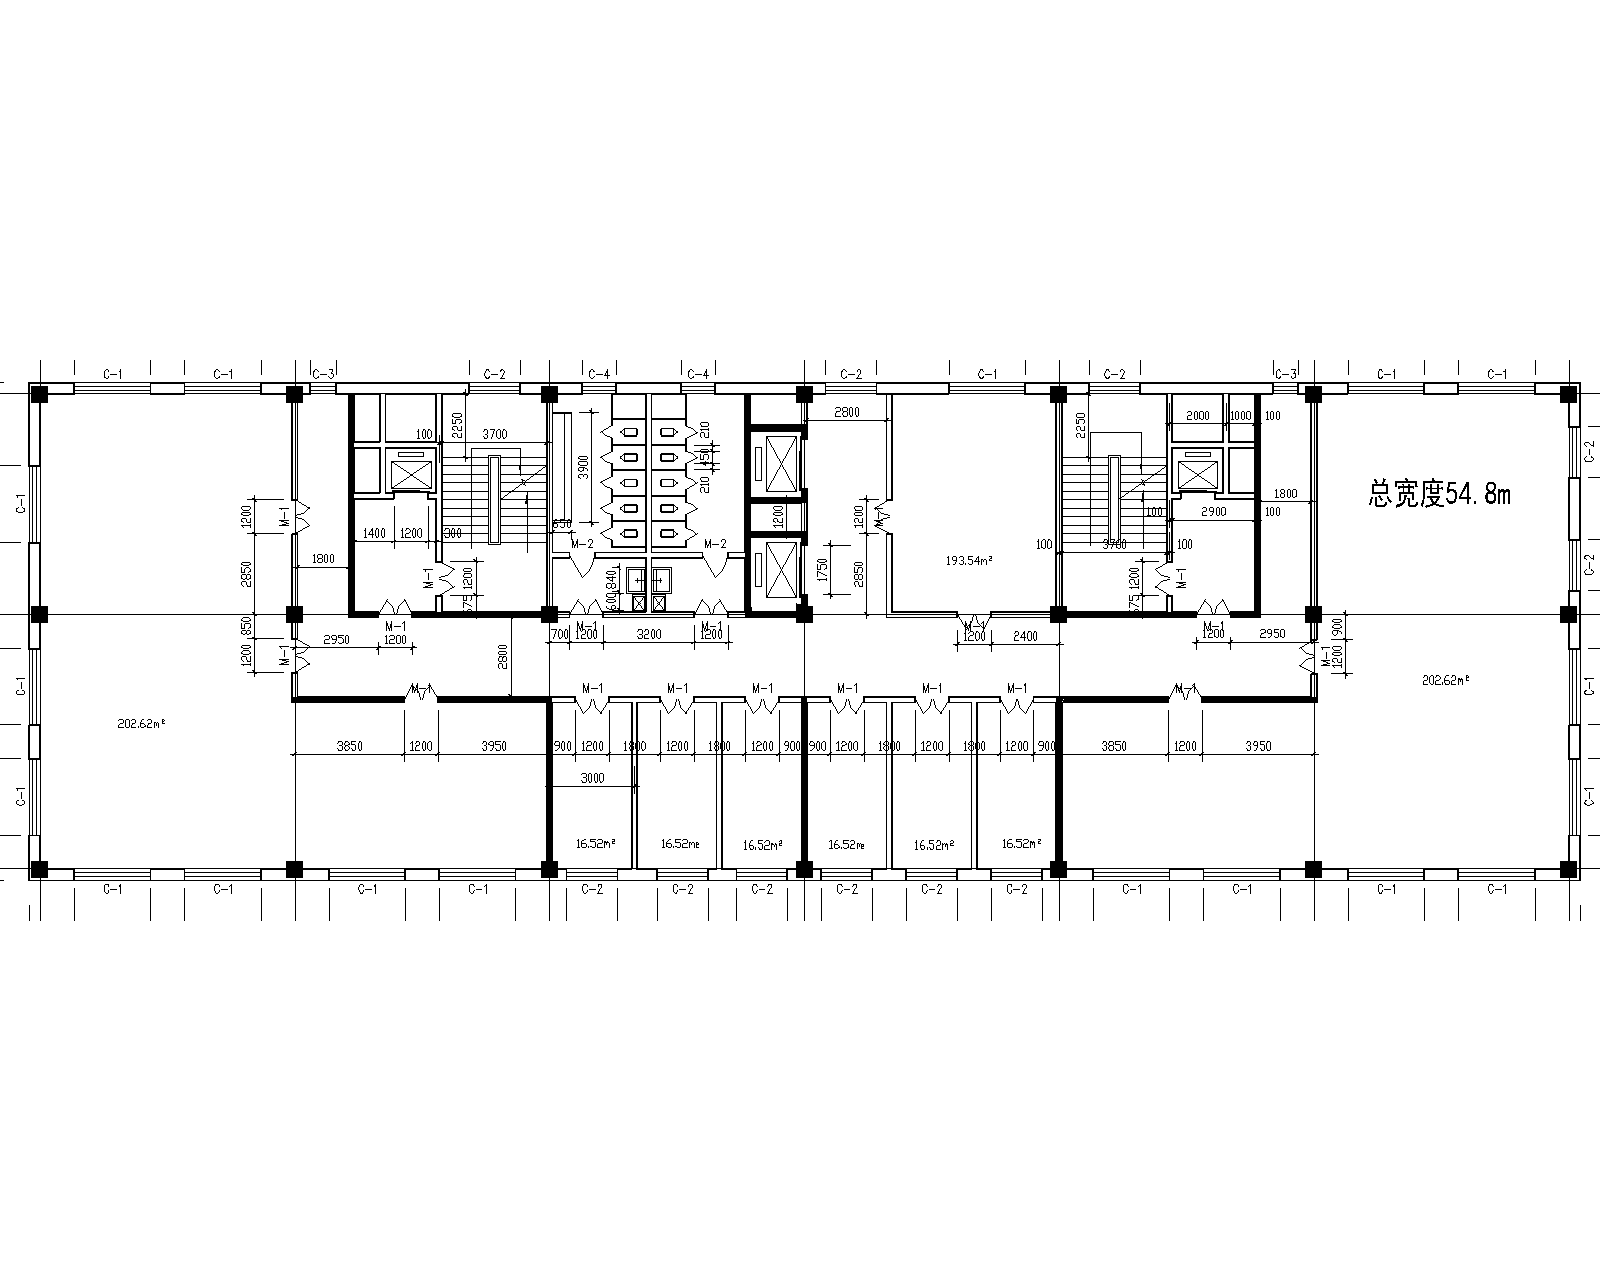 C-1 C-1 C-3 C-2 C-4 C-4 C-2 C-1 C-2 C-3 C-1 C-1
2250 100 3700 210 450 210 3900 2800 2250 2000 1000 100 C-2
总宽度54.8m
C-1 1200 M-1 1400 1200 300 650 1200 1200 100 2900 1800 100
M-2 M-2 100 3700 100 C-2
2850 1800 M-1 1200 675 840 600 1750 2850 193.54m² 1200 675 M-1
M-1 M-1 M-1 M-1 M-1
850 2950 1200 700 1200 3200 1200 1200 2400 1200 2950 900
1200 M-1 2800 M-1 1200
C-1 M-1 M-1 M-1 M-1 M-1 M-1 M-1 M-1 202.62m² C-1
202.62m²
3850 1200 3950 900 1200 1800 1200 1800 1200 900 900 1200 1800 1200 1800 1200 900 3850 1200 3950
3000
C-1 C-1
16.52m² 16.52m² 16.52m² 16.52m² 16.52m² 16.52m²
C-1 C-1 C-1 C-1 C-2 C-2 C-2 C-2 C-2 C-2 C-1 C-1 C-1 C-1